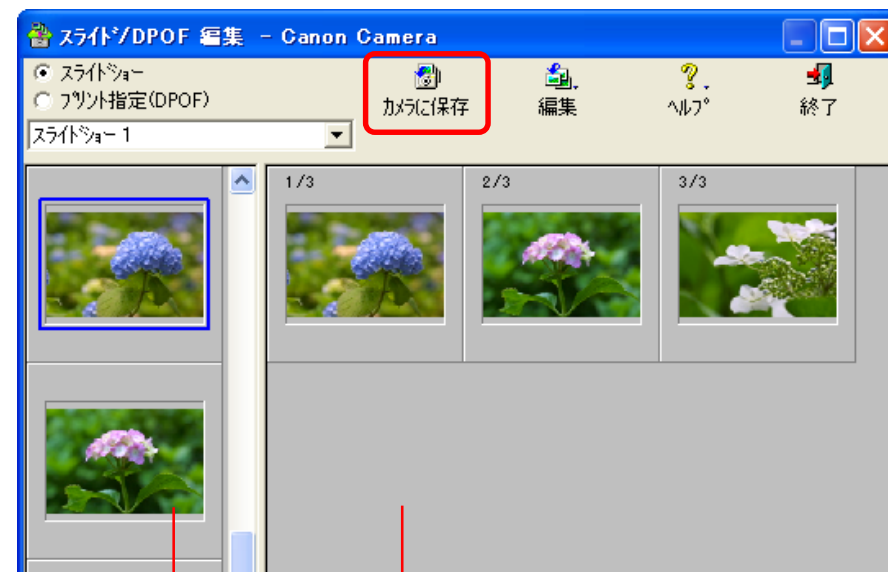 ｽﾗｲﾄﾞ/DPOF 編集 - Canon Camera
ｽﾗｲﾄﾞｼｮｰ
ﾌﾟﾘﾝﾄ指定(DPOF)
ｶﾒﾗに保存
編集
ﾍﾙﾌﾟ
終了
ｽﾗｲﾄﾞｼｮｰ 1
1/3
2/3
3/3